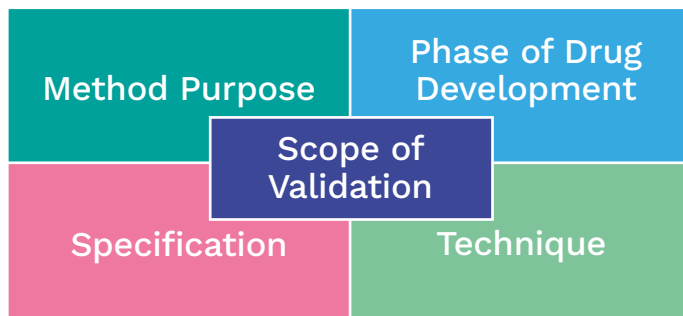 Method Purpose
Phase of Drug
Development
Scope of
Validation
Specification
Technique